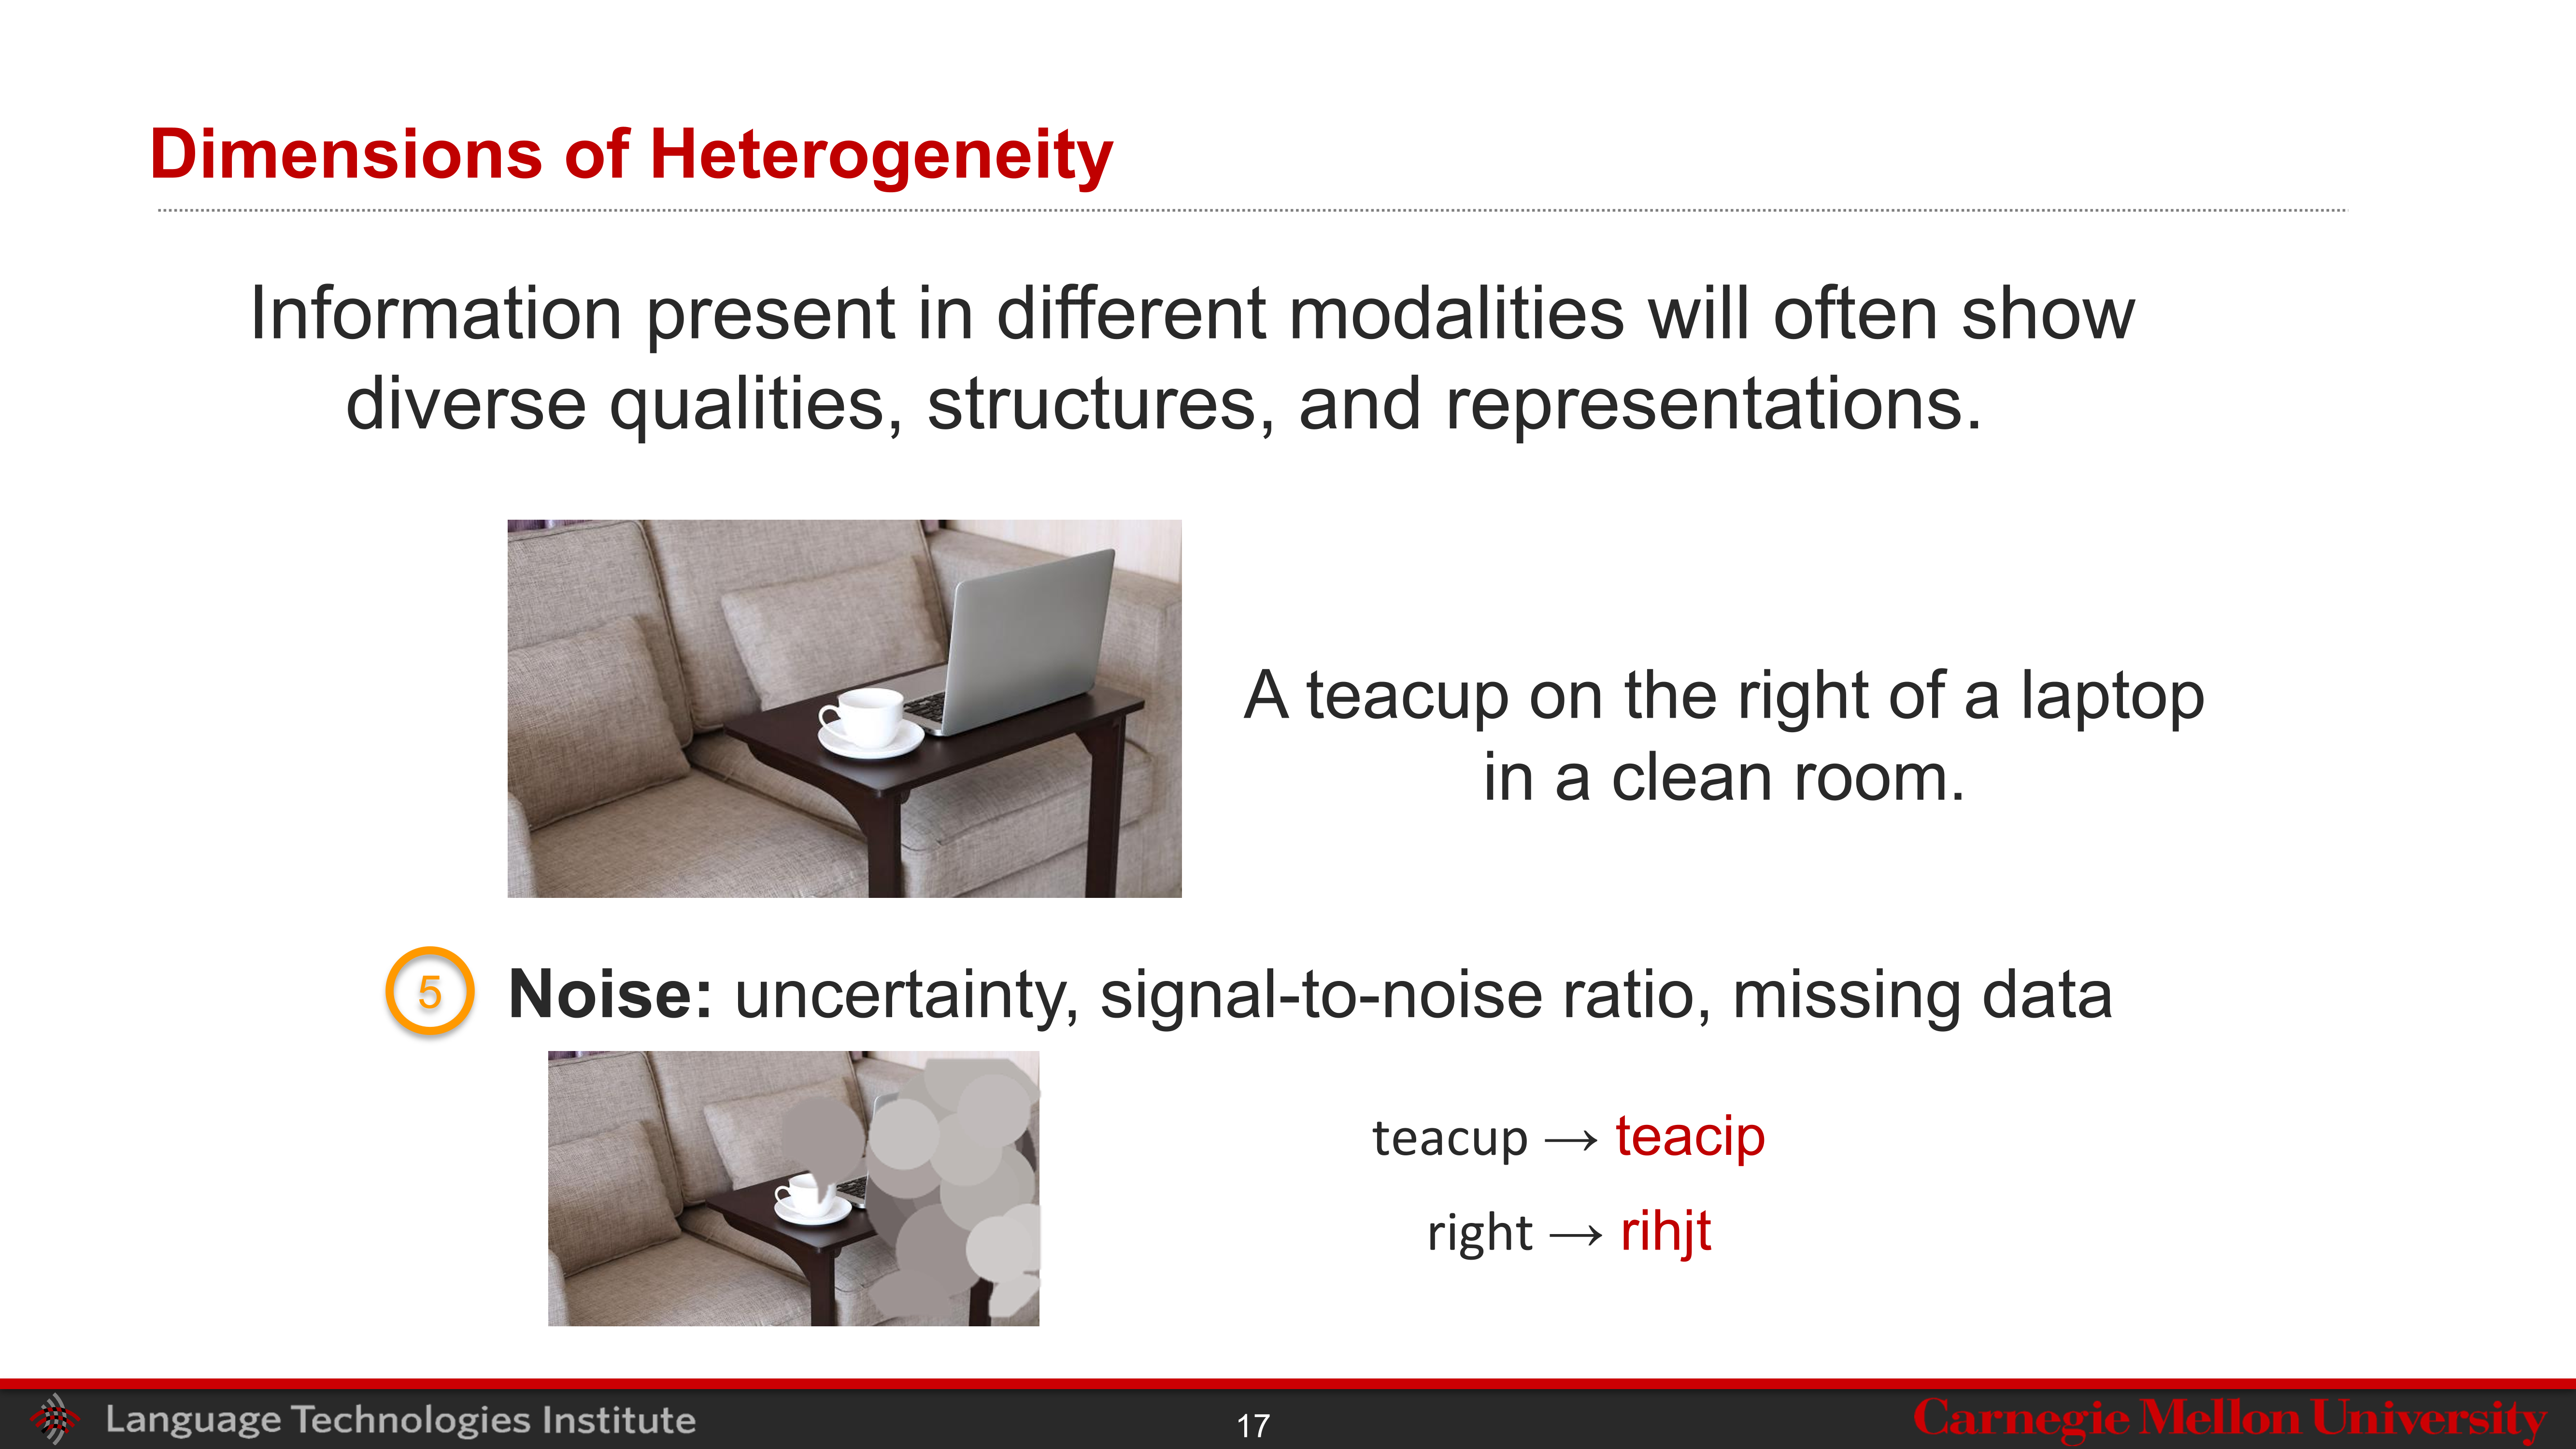 Dimensions of Heterogeneity
Information present in different modalities will often show
diverse qualities, structures, and representations.
A teacup on the right of a laptop
in a clean room.
5 Noise: uncertainty, signal-to-noise ratio, missing data
teacup → teacip
right → rihjt
Language Technologies Institute 17 Carnegie Mellon University